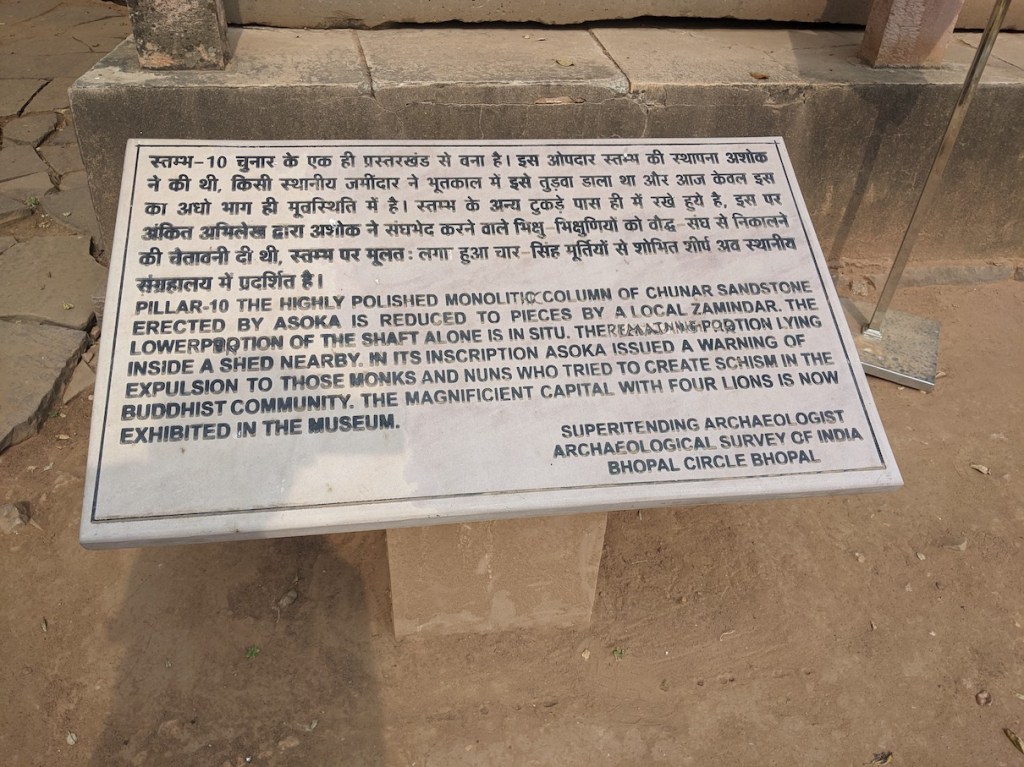 स्तम्भ-10 चुनार के एक ही प्रस्तरखंड से वना है। इस ओपदार स्तम्भ की स्थापना अशोक
ने की थी, किसी स्थानीय जमींदार ने भूतकाल में इसे तुड़वा डाला था और आज केवल इस
का अधो भाग ही मूवस्थिति में है। स्तम्भ के अन्य टुकड़े पास ही में रखे हुये है, इस पर
अंकित अभिलेख द्वारा अशोक ने संघभेद करने वाले भिक्षु-भिक्षुणियों को वौद्ध-संघ से निकालने
की चेतावनी दी थी, स्तम्भ पर मूलतः लगा हुआ चार-सिंह मूर्तियों से शोभित शीर्ष अव स्थानीय
संग्रहालय में प्रदर्शित है।
PILLAR-10 THE HIGHLY POLISHED MONOLITIC COLUMN OF CHUNAR SANDSTONE
ERECTED BY ASOKA IS REDUCED TO PIECES BY A LOCAL ZAMINDAR. THE
LOWERPORTION OF THE SHAFT ALONE IS IN SITU. THE REMAINING POOTION LYING
INSIDE A SHED NEARBY. IN ITS INSCRIPTION ASOKA ISSUED A WARNING OF
EXPULSION TO THOSE MONKS AND NUNS WHO TRIED TO CREATE SCHISM IN THE
BUDDHIST COMMUNITY. THE MAGNIFICIENT CAPITAL WITH FOUR LIONS IS NOW
EXHIBITED IN THE MUSEUM.
SUPERITENDING ARCHAEOLOGIST
ARCHAEOLOGICAL SURVEY OF INDIA
BHOPAL CIRCLE BHOPAL